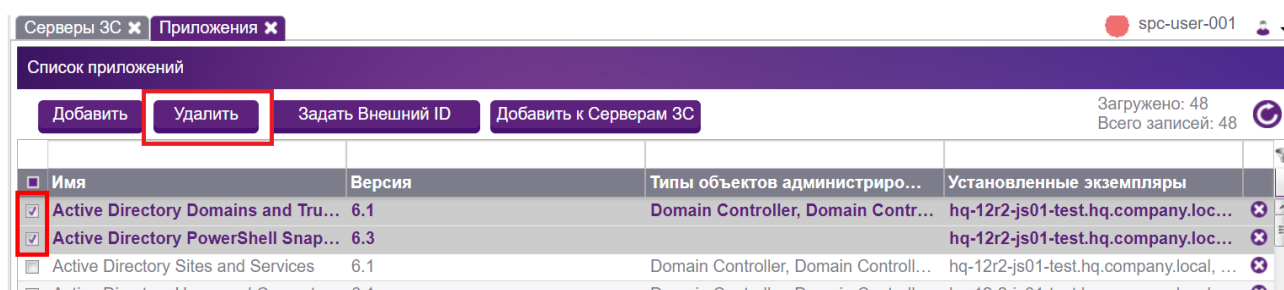 Серверы ЗС Приложения spc-user-001
Список приложений
Добавить Удалить Задать Внешний ID Добавить к Серверам ЗС
Загружено: 48
Всего записей: 48
Имя Версия Типы объектов администриро... Установленные экземпляры
Active Directory Domains and Tru... 6.1 Domain Controller, Domain Contr... hq-12r2-js01-test.hq.company.loc...
Active Directory PowerShell Snap... 6.3 hq-12r2-js01-test.hq.company.loc...
Active Directory Sites and Services 6.1 Domain Controller, Domain Controll... hq-12r2-js01-test.hq.company.local, ...